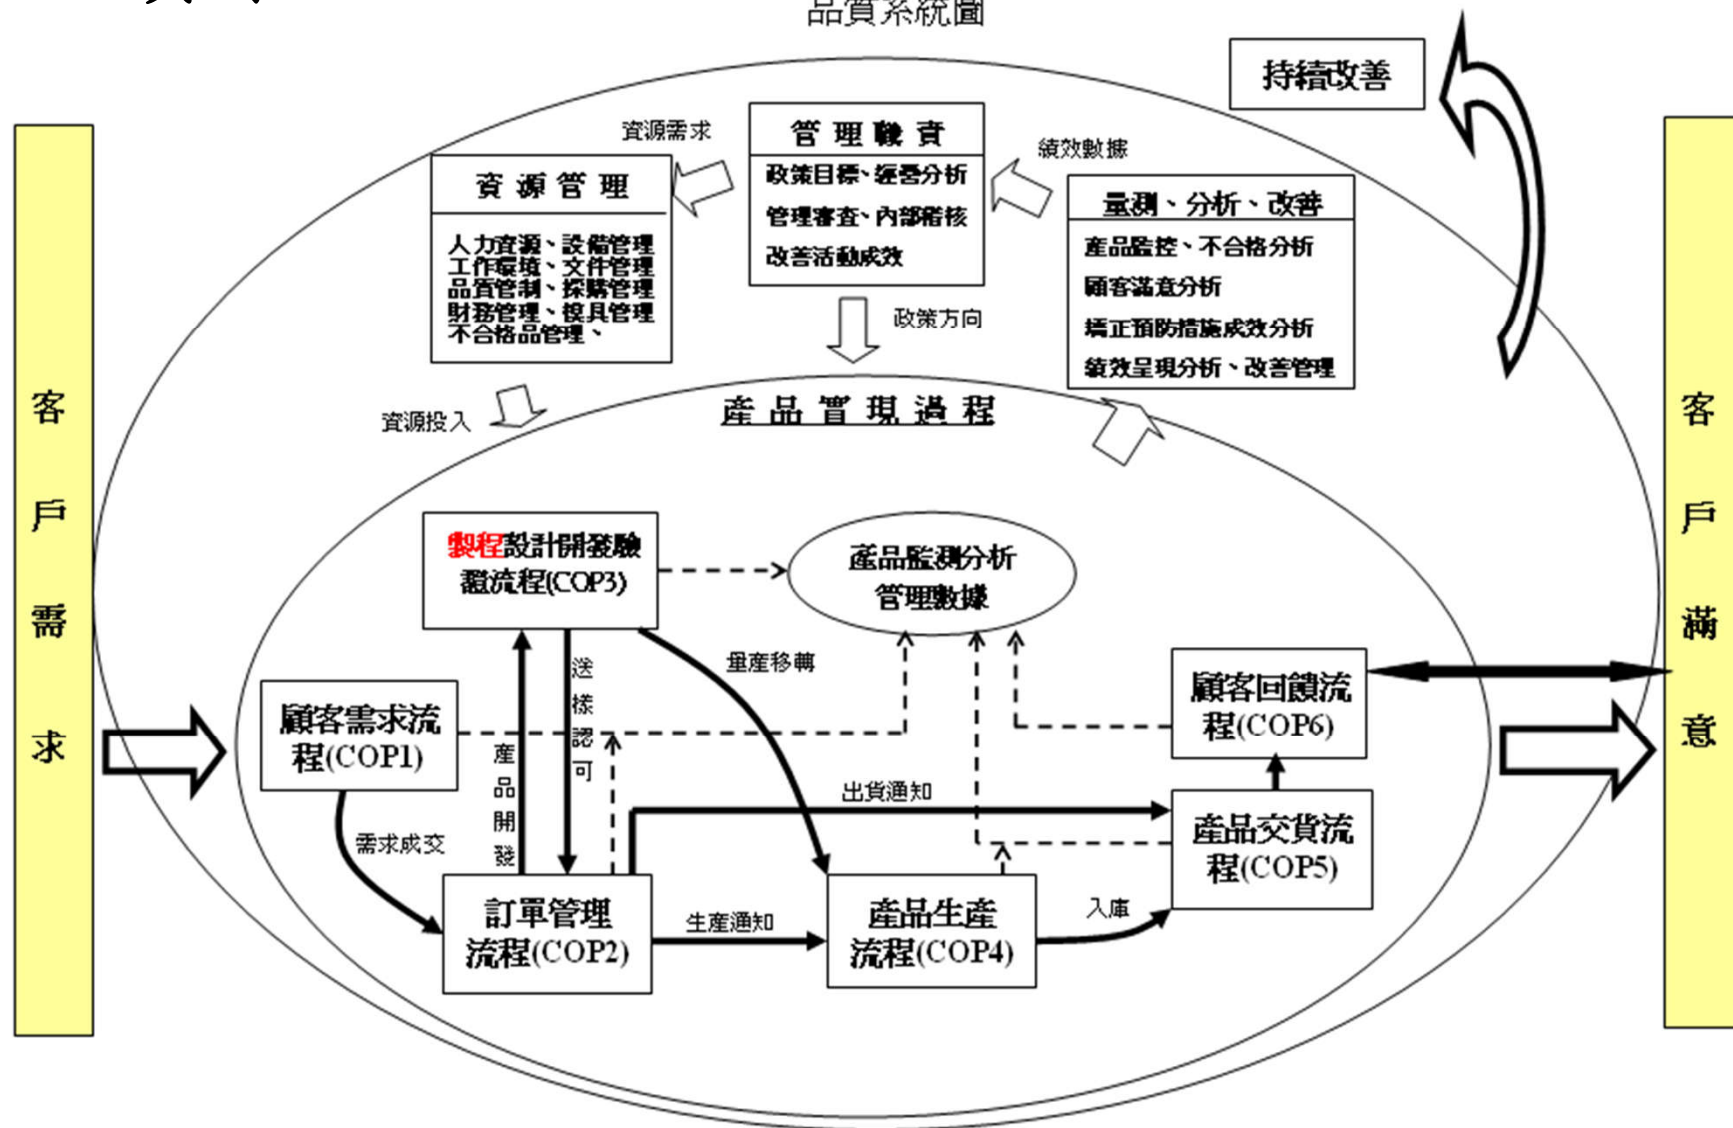 品質系統圖
持續改善
資源需求
管理職責
政策目標、經營分析
管理審查、內部稽核
改善活動成效
績效數據
資源管理
人力資源、設備管理
工作環境、文件管理
品質管制、採購管理
財務管理、模具管理
不合格品管理、
量測、分析、改善
產品監控、不合格分析
顧客滿意分析
矯正預防措施成效分析
績效呈現分析、改善管理
政策方向
資源投入
產品實現過程
客戶需求
客戶滿意
製程設計開發驗
證流程(COP3)
產品監測分析
管理數據
送樣認可
量產移轉
顧客需求流
程(COP1)
產品開發
顧客回饋流
程(COP6)
出貨通知
需求成交
產品交貨流
程(COP5)
訂單管理
流程(COP2)
生產通知
產品生產
流程(COP4)
入庫